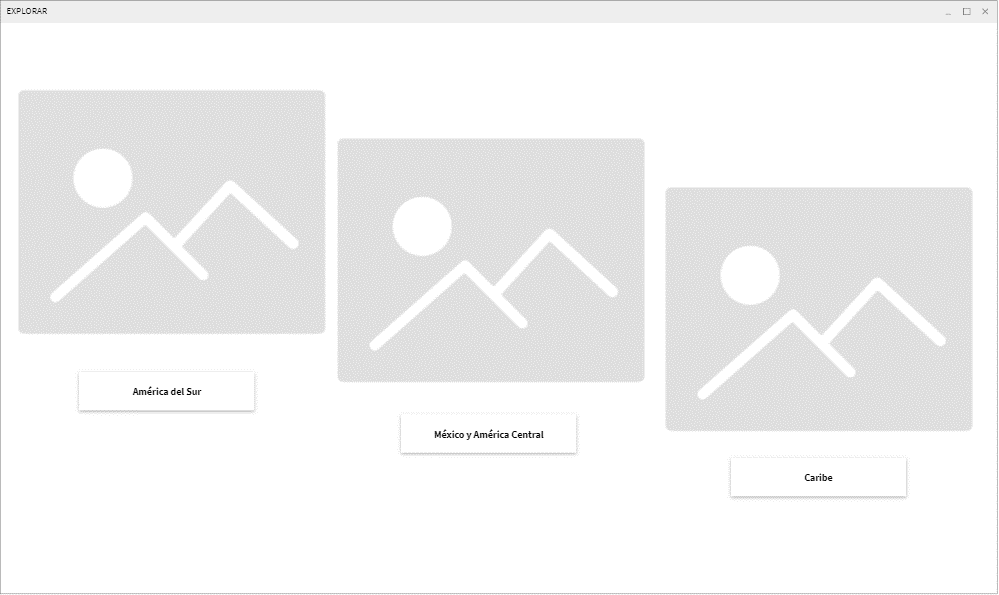 EXPLORAR
América del Sur
México y América Central
Caribe